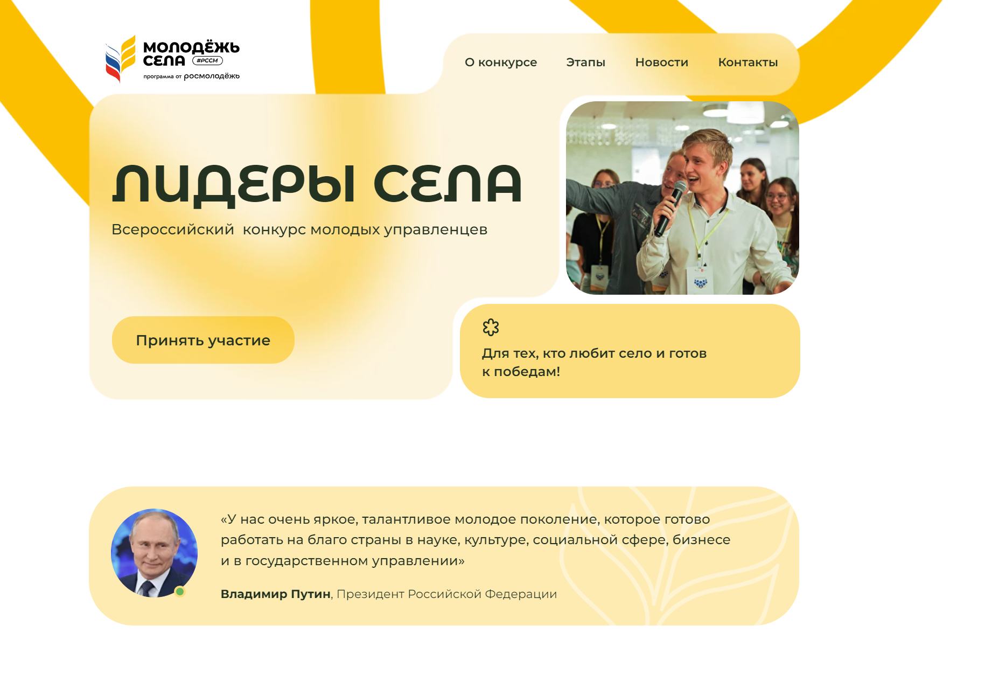 МОЛОДЁЖЬ
СЕЛА #РССМ
программа от росмолодёжь
О конкурсе Этапы Новости Контакты
ЛИДЕРЫ СЕЛА
Всероссийский конкурс молодых управленцев
Принять участие
Для тех, кто любит село и готов
к победам!
«У нас очень яркое, талантливое молодое поколение, которое готово
работать на благо страны в науке, культуре, социальной сфере, бизнесе
и в государственном управлении»
Владимир Путин, Президент Российской Федерации